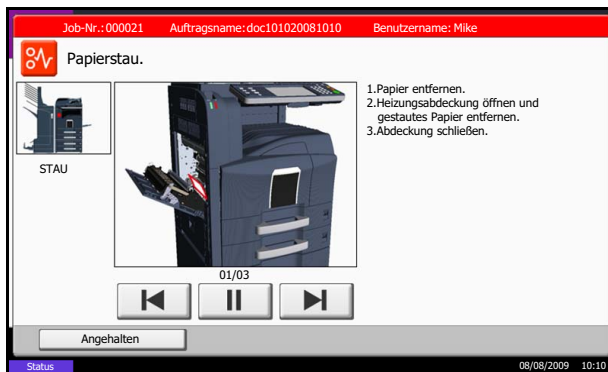 Job-Nr.: 000021 Auftragsname: doc101020081010 Benutzername: Mike
Papierstau.
1.Papier entfernen.
2.Heizungsabdeckung öffnen und
gestautes Papier entfernen.
3.Abdeckung schließen.
STAU
01/03
Angehalten
Status 08/08/2009 10:10